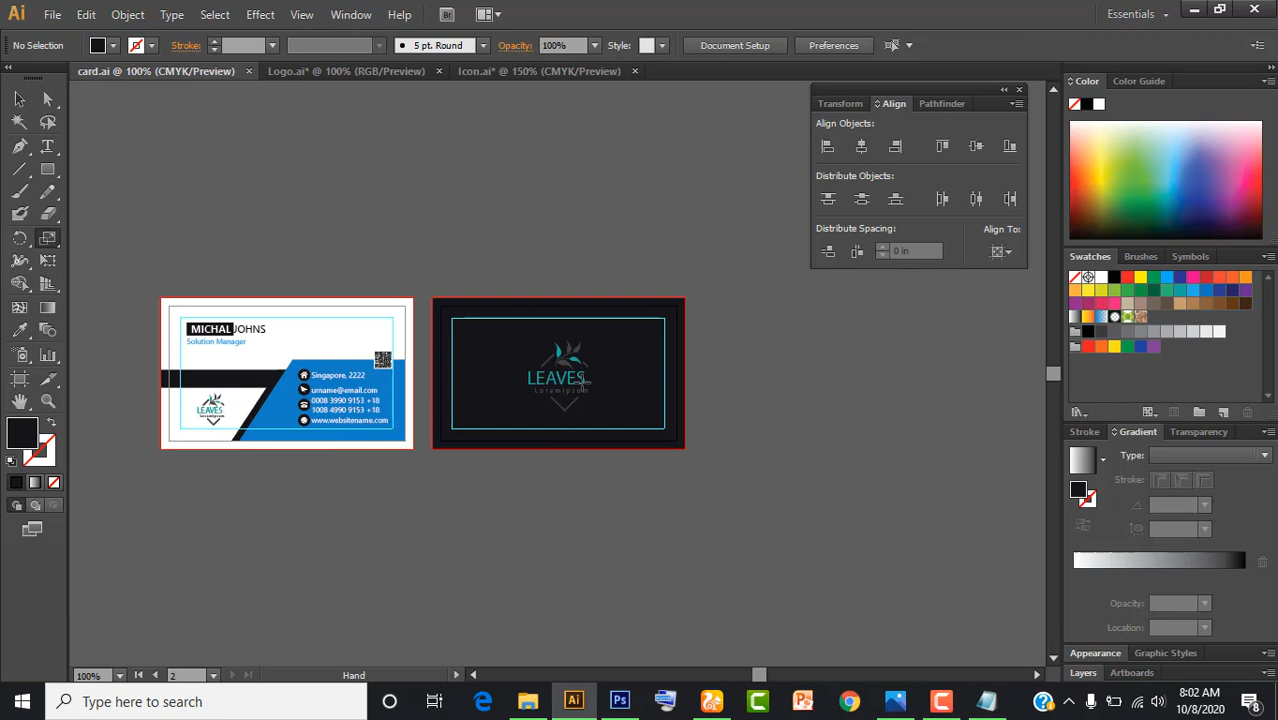 Ai File Edit Object Type Select Effect View Window Help Br Essentials
No Selection Stroke: 5 pt. Round Opacity: 100% Style: Document Setup Preferences
card.ai @ 100% (CMYK/Preview) × Logo.ai* @ 100% (RGB/Preview) × Icon.ai* @ 150% (CMYK/Preview) ×
Transform Align Pathfinder
Align Objects:
Distribute Objects:
Distribute Spacing: Align To:
0 in
Color Color Guide
Swatches Brushes Symbols
Stroke Gradient Transparency
Type:
Stroke:
Opacity:
Location:
Appearance Graphic Styles
Layers Artboards
MICHAL JOHNS
Solution Manager
Singapore, 2222
urname@email.com
0008 3990 9153 +18
1008 4990 9153 +18
www.websitename.com
LEAVES
LEAVES
LoremIpsum
100% 2 Hand
Type here to search
8:02 AM
10/8/2020
8